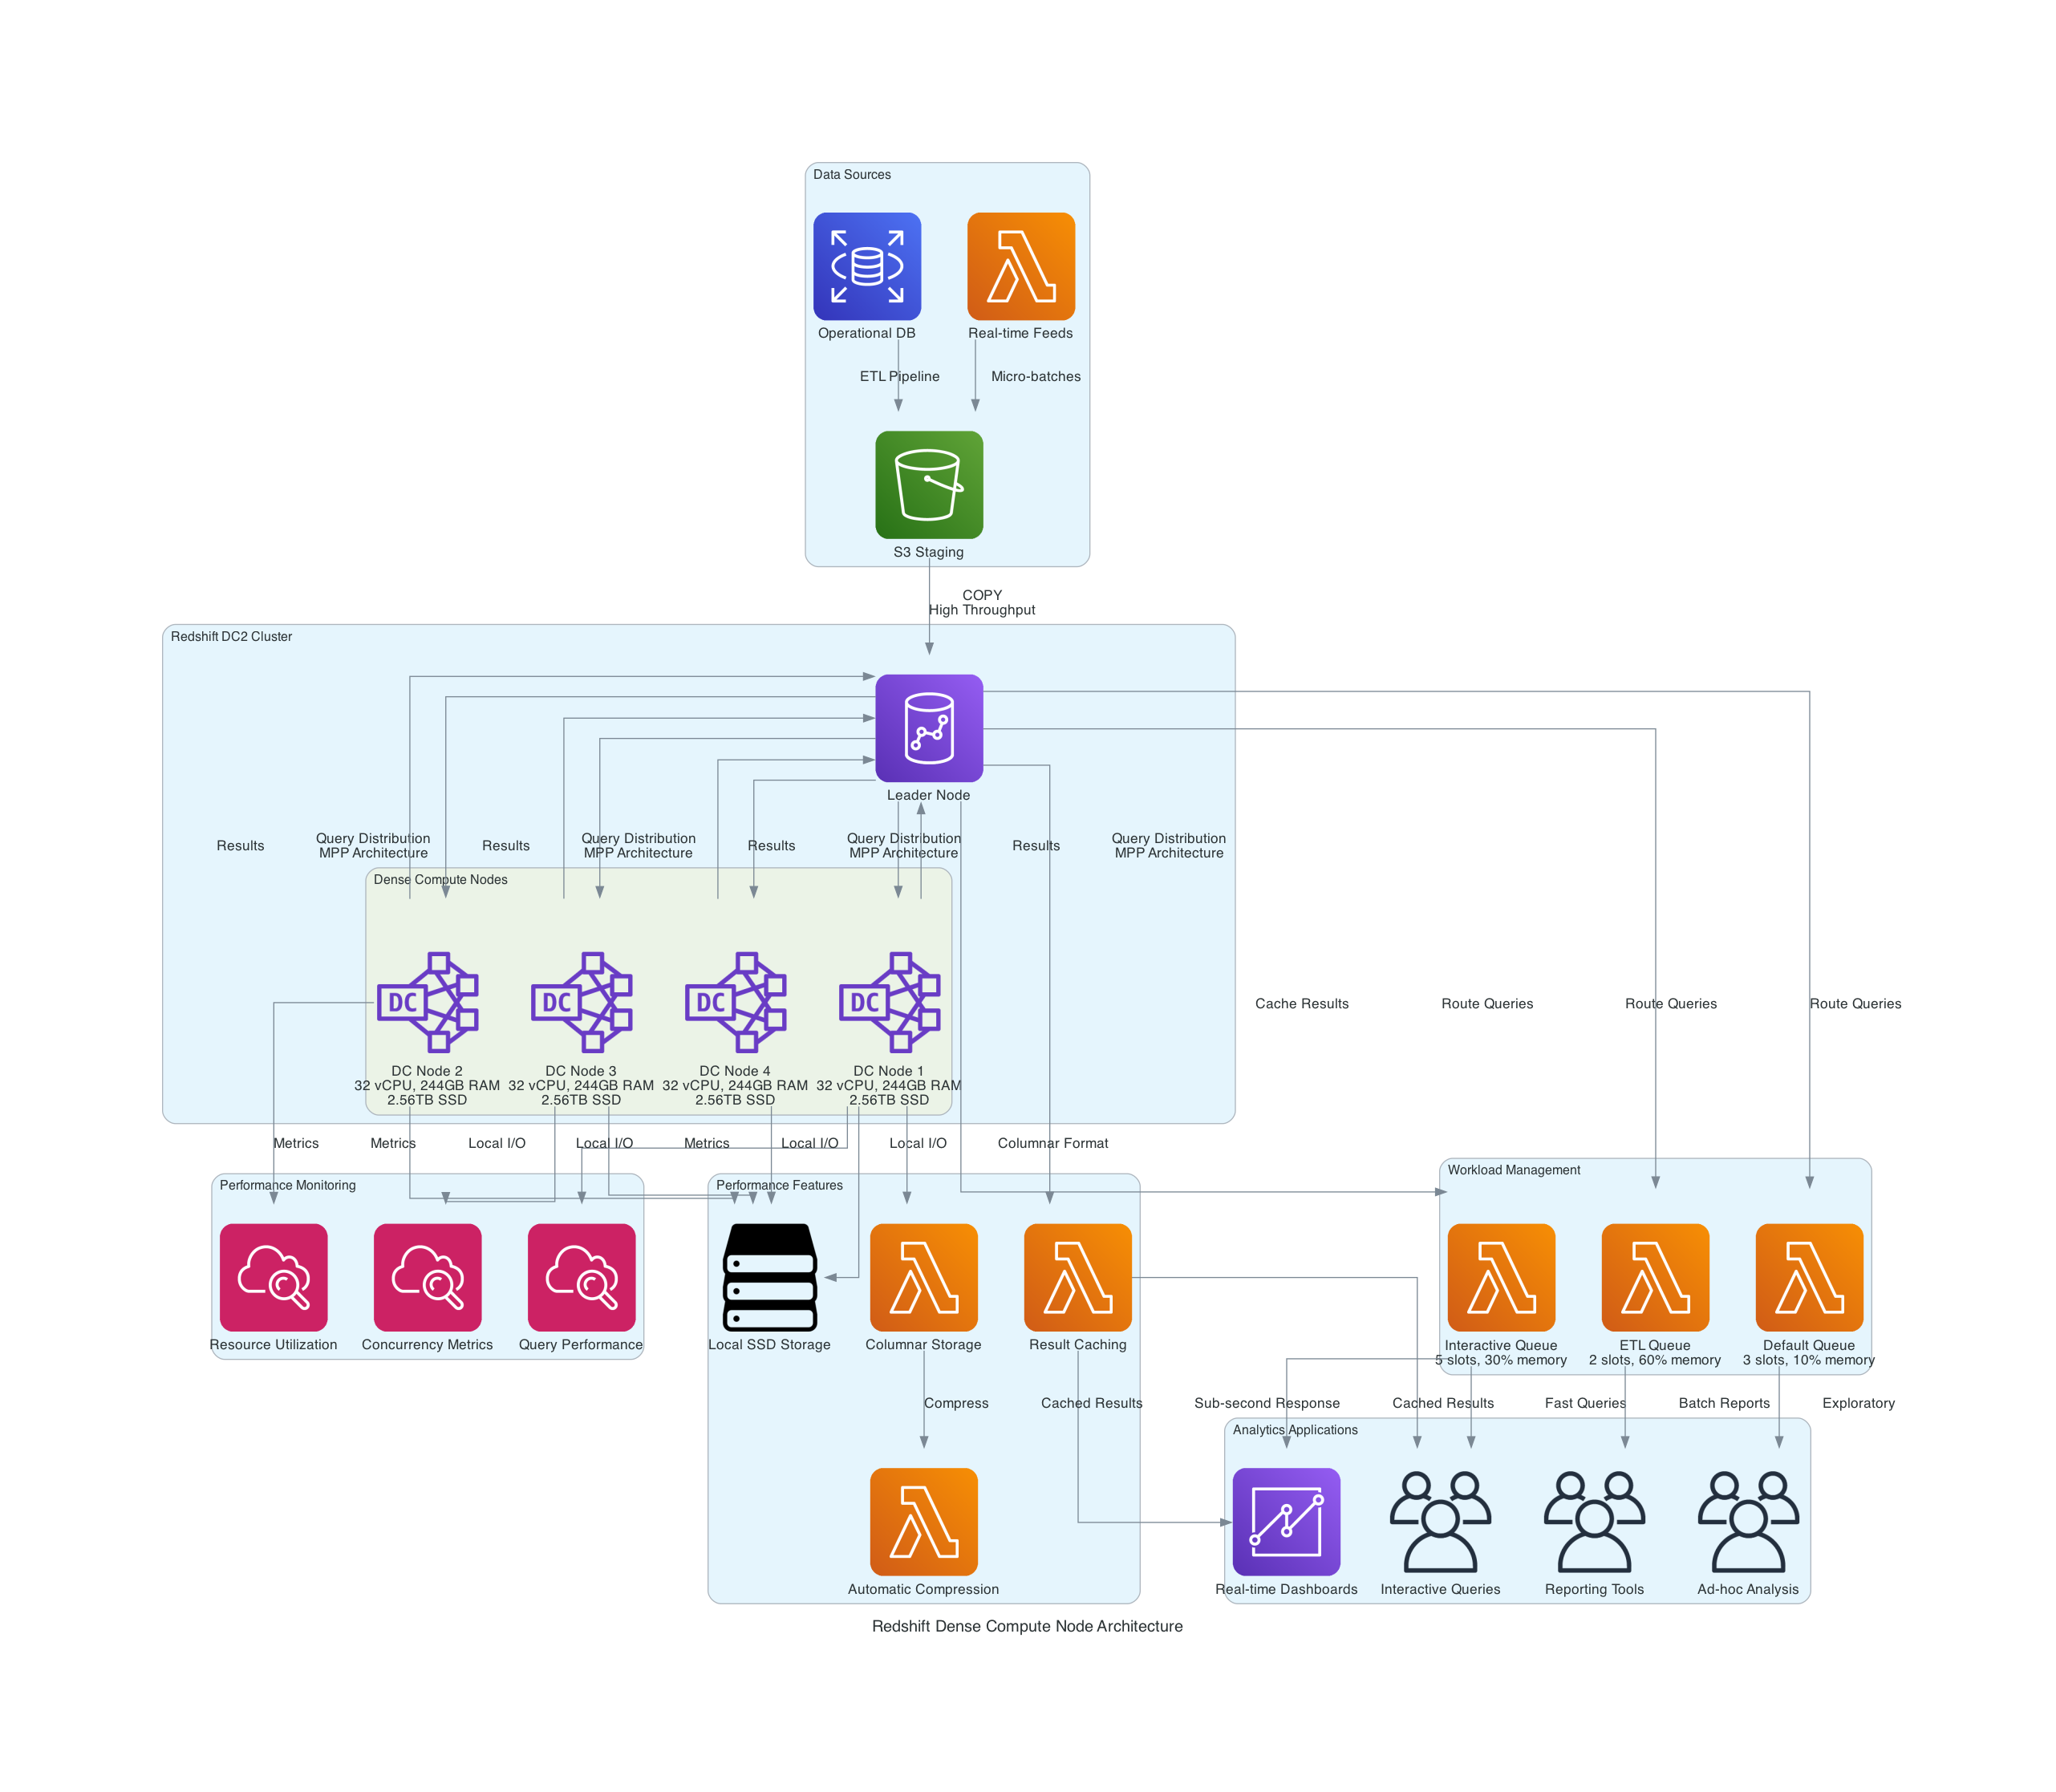 Data Sources
Operational DB
Real-time Feeds
ETL Pipeline
Micro-batches
S3 Staging
COPY
High Throughput
Redshift DC2 Cluster
Leader Node
Results
Query Distribution
MPP Architecture
Results
Query Distribution
MPP Architecture
Results
Query Distribution
MPP Architecture
Results
Query Distribution
MPP Architecture
Dense Compute Nodes
DC
DC
DC
DC
DC Node 2
32 vCPU, 244GB RAM
2.56TB SSD
DC Node 3
32 vCPU, 244GB RAM
2.56TB SSD
DC Node 4
32 vCPU, 244GB RAM
2.56TB SSD
DC Node 1
32 vCPU, 244GB RAM
2.56TB SSD
Cache Results
Route Queries
Route Queries
Route Queries
Metrics
Metrics
Local I/O
Local I/O
Metrics
Local I/O
Local I/O
Columnar Format
Performance Monitoring
Resource Utilization
Concurrency Metrics
Query Performance
Performance Features
Local SSD Storage
Columnar Storage
Result Caching
Workload Management
Interactive Queue
5 slots, 30% memory
ETL Queue
2 slots, 60% memory
Default Queue
3 slots, 10% memory
Compress
Cached Results
Sub-second Response
Cached Results
Fast Queries
Batch Reports
Exploratory
Automatic Compression
Analytics Applications
Real-time Dashboards
Interactive Queries
Reporting Tools
Ad-hoc Analysis
Redshift Dense Compute Node Architecture